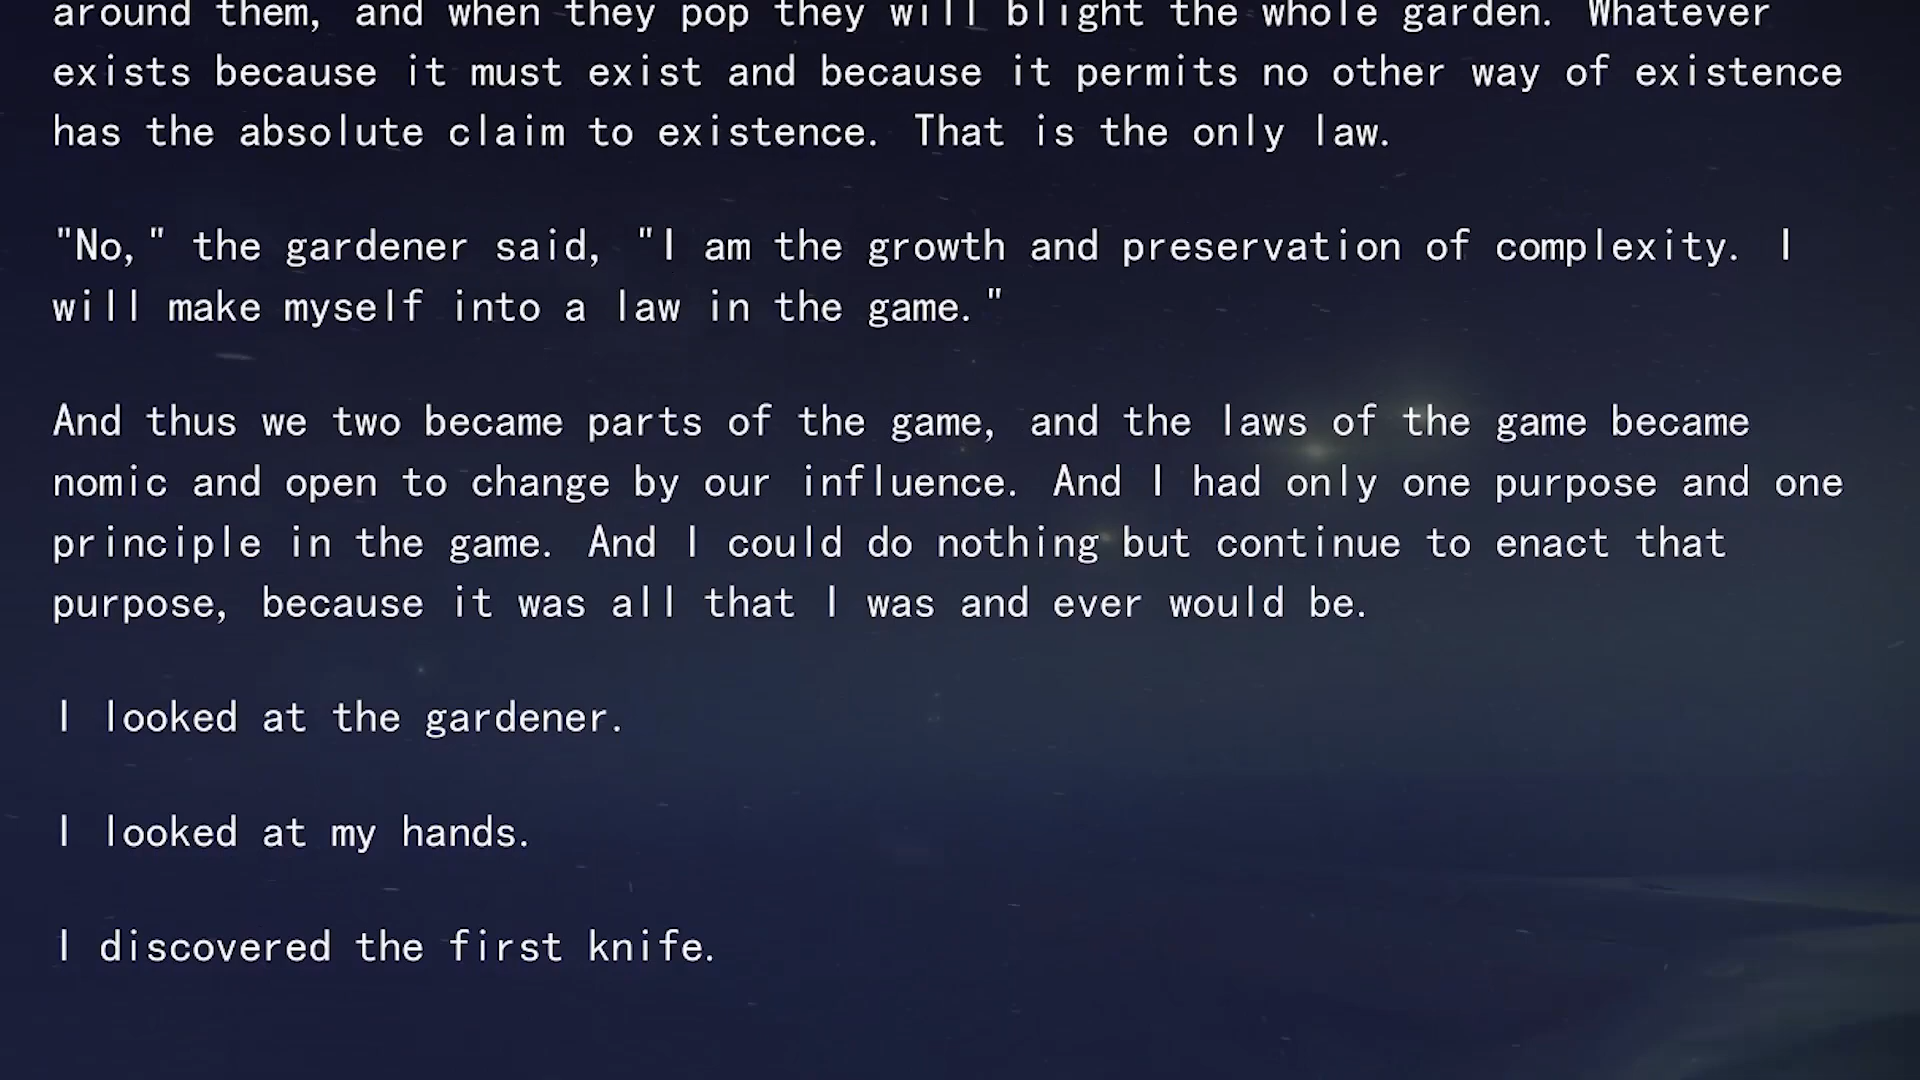 around them, and when they pop they will blight the whole garden. Whatever
exists because it must exist and because it permits no other way of existence
has the absolute claim to existence. That is the only law.
"No," the gardener said, "I am the growth and preservation of complexity. I
will make myself into a law in the game."
And thus we two became parts of the game, and the laws of the game became
nomic and open to change by our influence. And I had only one purpose and one
principle in the game. And I could do nothing but continue to enact that
purpose, because it was all that I was and ever would be.
I looked at the gardener.
I looked at my hands.
I discovered the first knife.